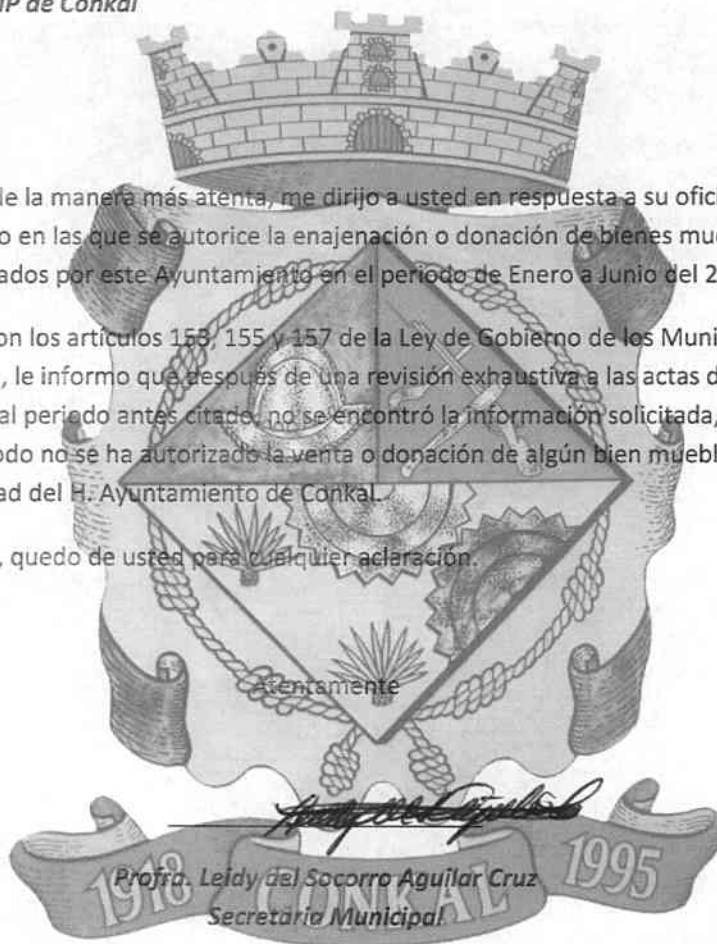 IP de Conkal
de la manera más atenta, me dirijo a usted en respuesta a su ofic
o en las que se autorice la enajenación o donación de bienes mue
ados por este Ayuntamiento en el periodo de Enero a Junio del 2
on los artículos 153, 155 y 157 de la Ley de Gobierno de los Muni
, le informo que después de una revisión exhaustiva a las actas d
al periodo antes citado, no se encontró la información solicitada,
odo no se ha autorizado la venta o donación de algún bien muebl
ad del H. Ayuntamiento de Conkal.
, quedo de usted para cualquier aclaración.
Atentamente
Profra. Leidy del Socorro Aguilar Cruz
Secretaria Municipal
1918 CONKAL 1995